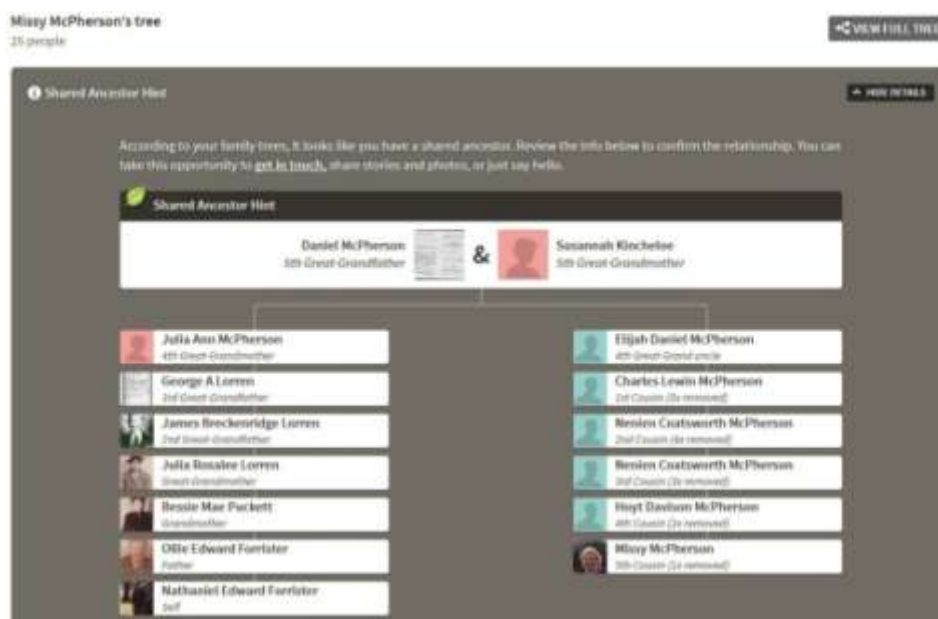 Missy McPherson's tree
25 people
VIEW FULL TREE
Shared Ancestor Hint
HIDE DETAILS
According to your family trees, it looks like you have a shared ancestor. Review the info below to confirm the relationship. You can
take this opportunity to get in touch, share stories and photos, or just say hello.
Shared Ancestor Hint
Daniel McPherson
5th Great-Grandfather
&
Susannah Kincheloe
5th Great-Grandmother
Julia Ann McPherson
4th Great-Grandmother
Elijah Daniel McPherson
4th Great-Grand uncle
George A Lorren
3rd Great-Grandfather
Charles Lewin McPherson
1st Cousin (5x removed)
James Breckenridge Lorren
2nd Great-Grandfather
Nenien Coatsworth McPherson
2nd Cousin (4x removed)
Julia Rosalee Lorren
Great-Grandmother
Nenien Coatsworth McPherson
3rd Cousin (3x removed)
Bessie Mae Puckett
Grandmother
Hoyt Davison McPherson
4th Cousin (2x removed)
Ollie Edward Forrister
Father
Missy McPherson
5th Cousin (1x removed)
Nathaniel Edward Forrister
Self